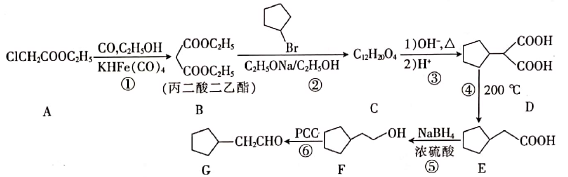 ClCH₂COOC₂H₅
A
CO,C₂H₅OH
KHFe(CO)₄
①
COOC₂H₅
COOC₂H₅
(丙二酸二乙酯)
B
Br
C₂H₅ONa/C₂H₅OH
②
C₁₂H₂₀O₄
C
1)OH⁻,△
2)H⁺
③
COOH
COOH
D
④ 200 ℃
COOH
E
NaBH₄
浓硫酸
⑤
OH
F
PCC
⑥
CH₂CHO
G